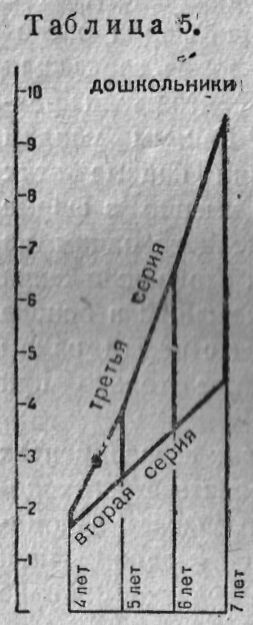 Таблица 5.
дошкольники
10
9
8
7
6
5
4
3
2
1
третья серия
вторая серия
4 лет
5 лет
6 лет
7 лет